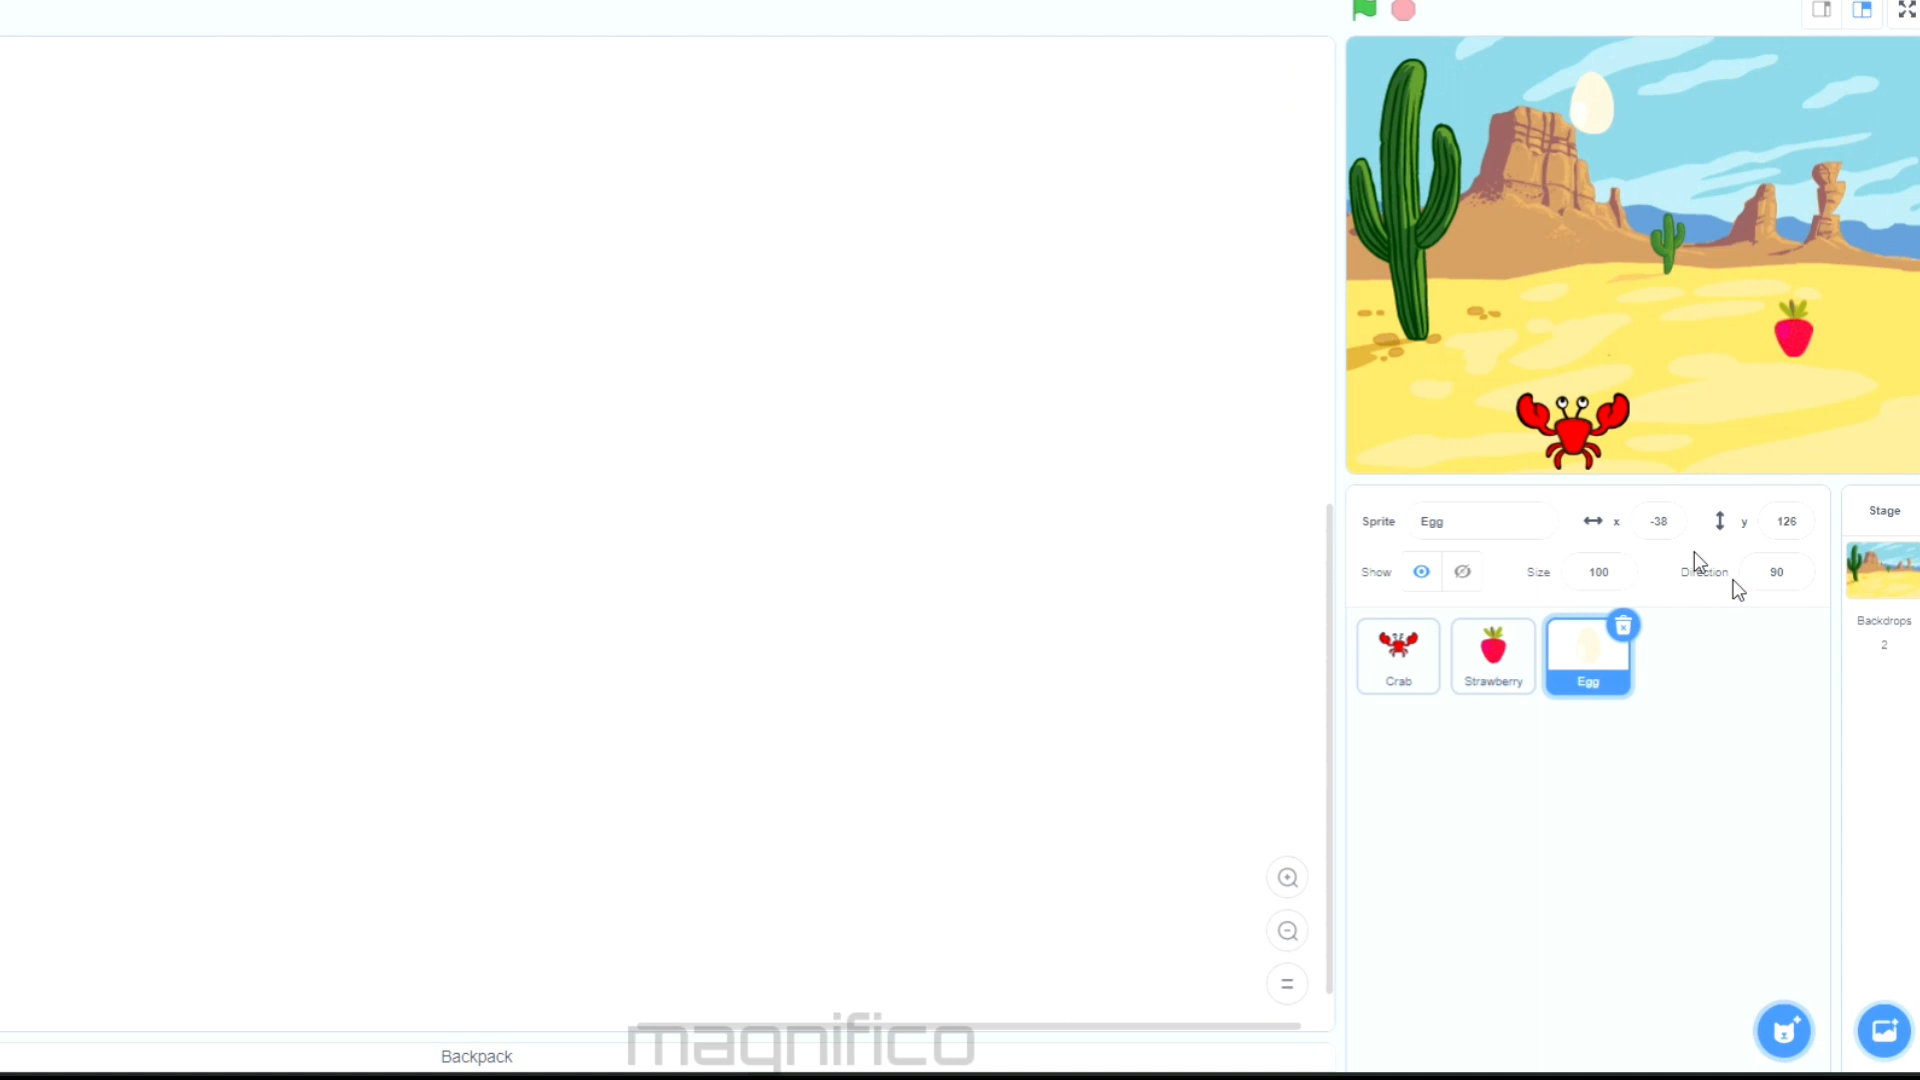 Sprite Egg x -38 y 126
Show Size 100 Direction 90
Crab Strawberry Egg
Stage
Backdrops
2
Backpack
magnifico